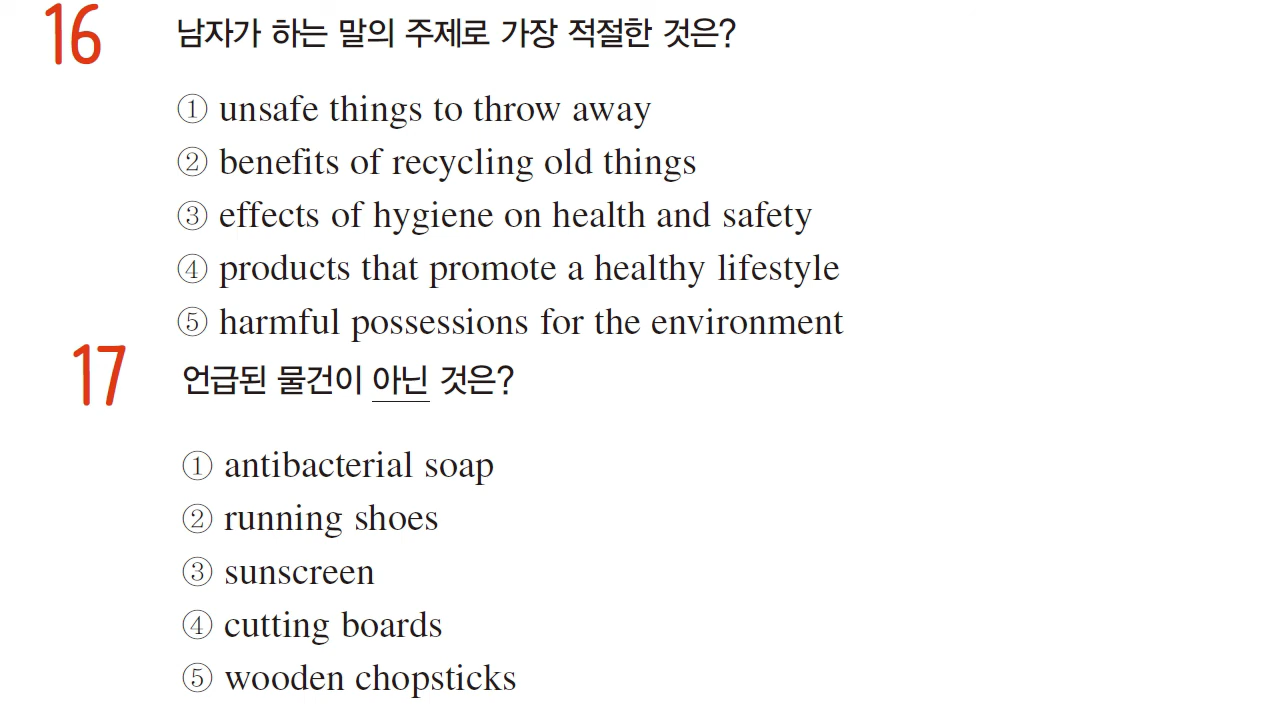 16 남자가 하는 말의 주제로 가장 적절한 것은?
① unsafe things to throw away
② benefits of recycling old things
③ effects of hygiene on health and safety
④ products that promote a healthy lifestyle
⑤ harmful possessions for the environment
17 언급된 물건이 아닌 것은?
① antibacterial soap
② running shoes
③ sunscreen
④ cutting boards
⑤ wooden chopsticks